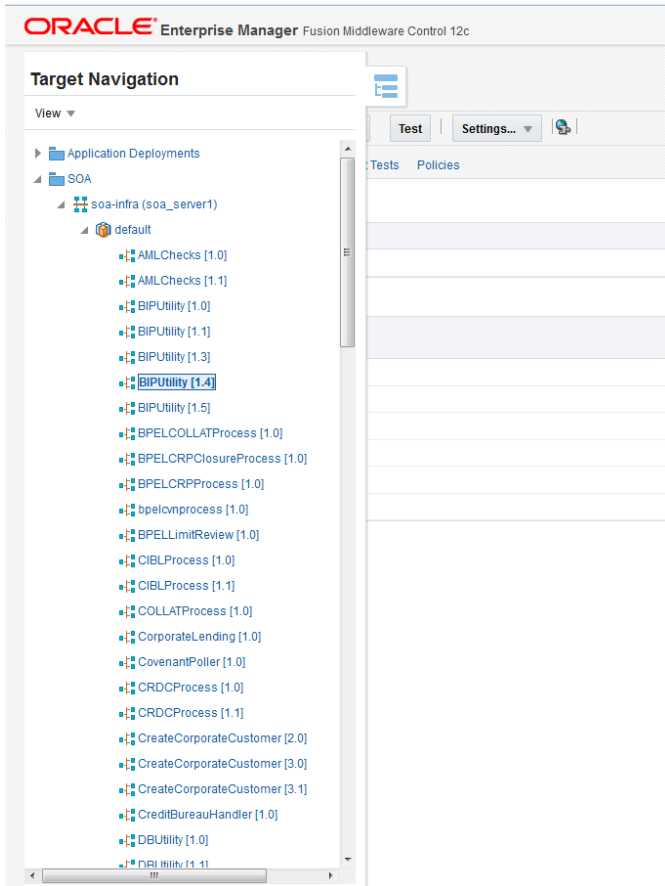 ORACLE Enterprise Manager Fusion Middleware Control 12c
Target Navigation
View
Test Settings...
Tests Policies
Application Deployments
SOA
soa-infra (soa_server1)
default
AMLChecks [1.0]
AMLChecks [1.1]
BIPUtility [1.0]
BIPUtility [1.1]
BIPUtility [1.3]
BIPUtility [1.4]
BIPUtility [1.5]
BPELCOLLATProcess [1.0]
BPELCRPClosureProcess [1.0]
BPELCRPProcess [1.0]
bpelcvnprocess [1.0]
BPELLimitReview [1.0]
CIBLProcess [1.0]
CIBLProcess [1.1]
COLLATProcess [1.0]
CorporateLending [1.0]
CovenantPoller [1.0]
CRDCProcess [1.0]
CRDCProcess [1.1]
CreateCorporateCustomer [2.0]
CreateCorporateCustomer [3.0]
CreateCorporateCustomer [3.1]
CreditBureauHandler [1.0]
DBUtility [1.0]
DBUtility [1.1]